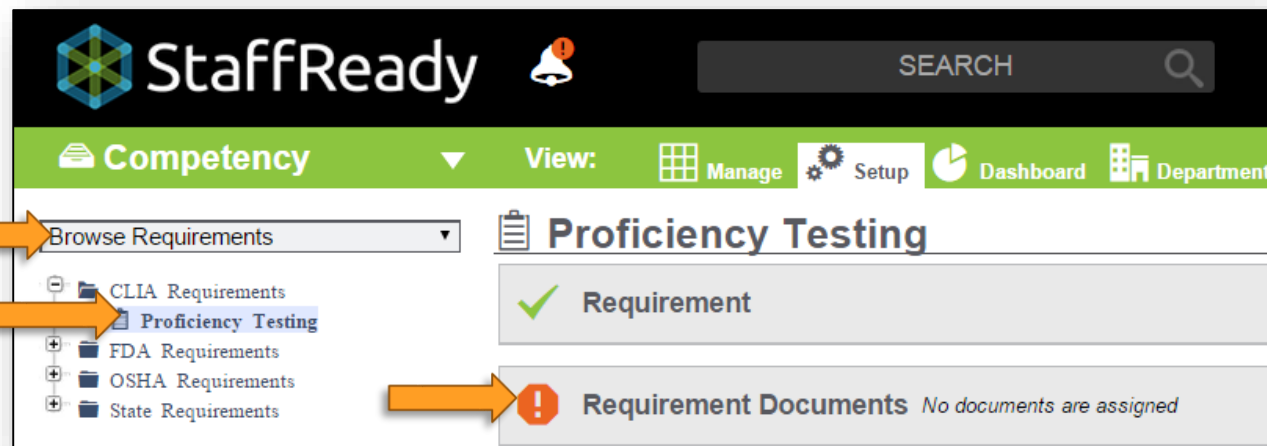 StaffReady
SEARCH
Competency
View:
Manage
Setup
Dashboard
Department
Browse Requirements
Proficiency Testing
CLIA Requirements
Proficiency Testing
FDA Requirements
OSHA Requirements
State Requirements
Requirement
Requirement Documents No documents are assigned